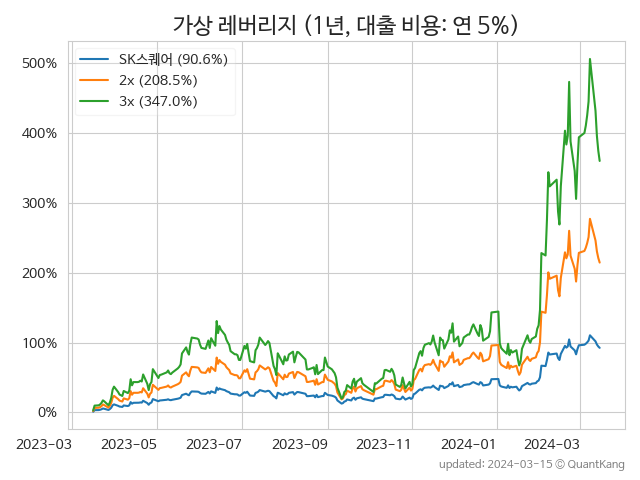 가상 레버리지 (1년, 대출 비용: 연 5%)
SK스퀘어 (90.6%)
2x (208.5%)
3x (347.0%)
500%
400%
300%
200%
100%
0%
2023-03 2023-05 2023-07 2023-09 2023-11 2024-01 2024-03
updated: 2024-03-15 ⓒ QuantKang